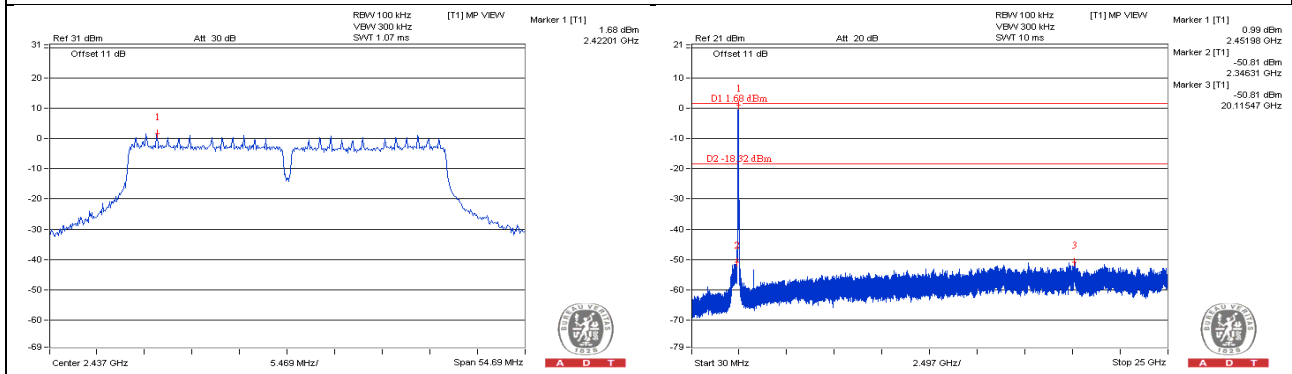 RBW 100 kHz
[T1] MP VIEW
Marker 1 [T1]
VBW 300 kHz
1.68 dBm
Ref 31 dBm
Att 30 dB
SWT 1.07 ms
2.42201 GHz
31
Offset 11 dB
20
10
1
0
-10
-20
-30
-40
-50
-60
-69
Center 2.437 GHz
5.469 MHz/
Span 54.69 MHz
BUREAU VERITAS
1828
A D T
RBW 100 kHz
[T1] MP VIEW
Marker 1 [T1]
VBW 300 kHz
0.99 dBm
Ref 21 dBm
Att 20 dB
SWT 10 ms
2.45198 GHz
21
Offset 11 dB
Marker 2 [T1]
-50.81 dBm
2.34631 GHz
Marker 3 [T1]
-50.81 dBm
20.11547 GHz
10
1
D1 1.68 dBm
0
-10
D2 -18.32 dBm
-20
-30
-40
2
3
-50
-60
-70
-79
Start 30 MHz
2.497 GHz/
Stop 25 GHz
BUREAU VERITAS
1828
A D T